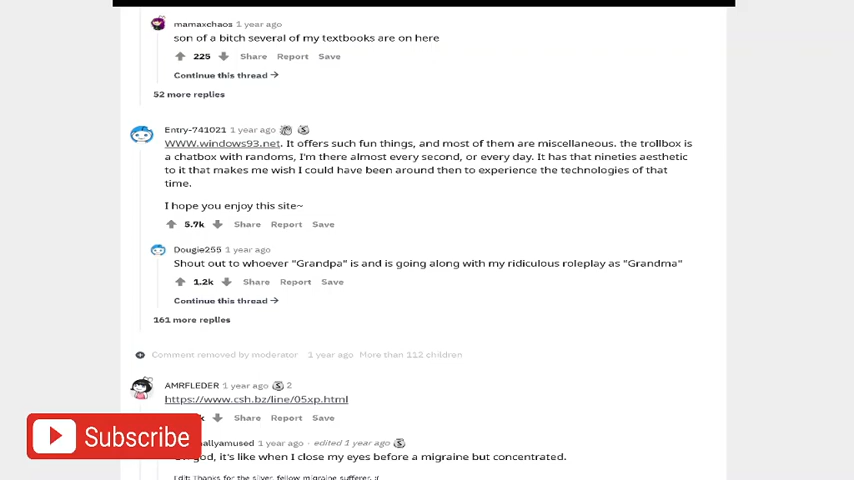 mamaxchaos 1 year ago
son of a bitch several of my textbooks are on here
225 Share Report Save
Continue this thread →
52 more replies
Entry-741021 1 year ago
WWW.windows93.net. It offers such fun things, and most of them are miscellaneous. the trollbox is
a chatbox with randoms, I'm there almost every second, or every day. It has that nineties aesthetic
to it that makes me wish I could have been around then to experience the technologies of that
time.
I hope you enjoy this site~
5.7k Share Report Save
Dougie255 1 year ago
Shout out to whoever "Grandpa" is and is going along with my ridiculous roleplay as "Grandma"
1.2k Share Report Save
Continue this thread →
161 more replies
Comment removed by moderator 1 year ago More than 112 children
AMRFLEDER 1 year ago 2
https://www.csh.bz/line/05xp.html
Share Report Save
Subscribe
1 year ago · edited 1 year ago
god, it's like when I close my eyes before a migraine but concentrated.
Edit: Thanks for the silver, fellow migraine sufferer. :(